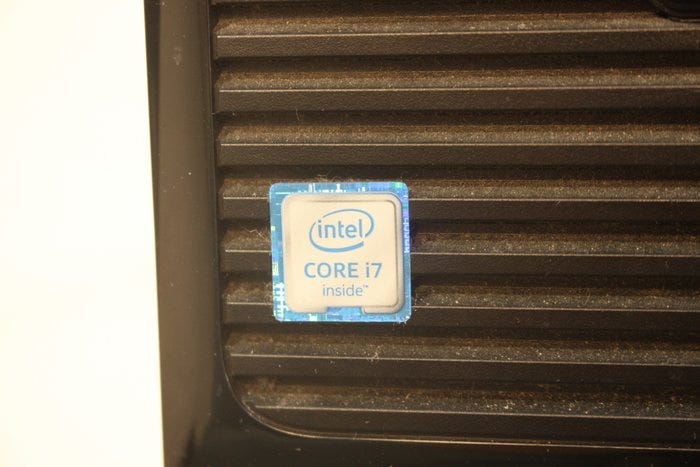 intel
CORE i7
inside™